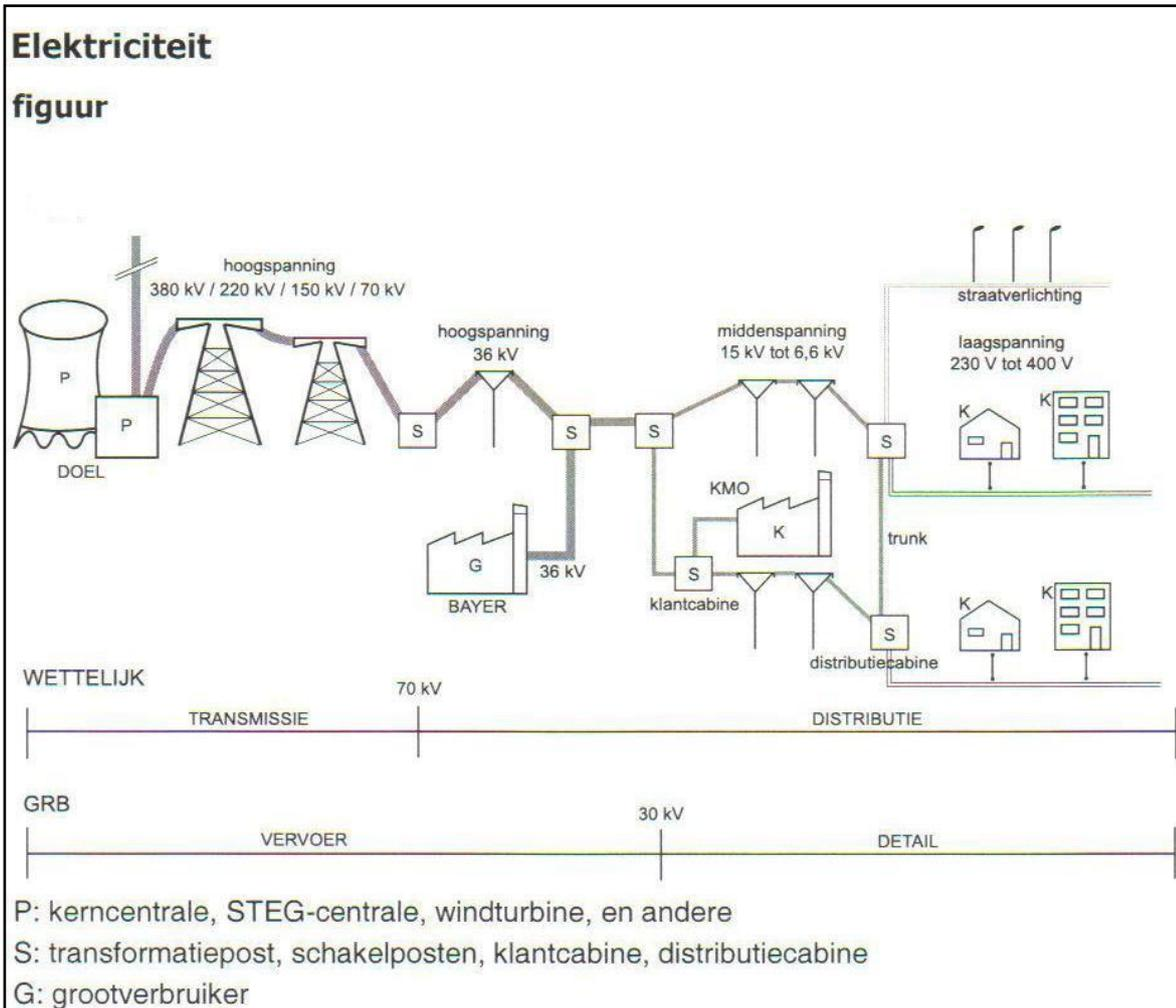 Elektriciteit
figuur
hoogspanning
380 kV / 220 kV / 150 kV / 70 kV
hoogspanning
36 kV
middenspanning
15 kV tot 6,6 kV
straatverlichting
laagspanning
230 V tot 400 V
P
P
DOEL
S
S
S
S
K
K
KMO
K
G
BAYER
36 kV
S
klantcabine
trunk
S
distributiecabine
K
K
WETTELIJK
70 kV
TRANSMISSIE
DISTRIBUTIE
GRB
30 kV
VERVOER
DETAIL
P: kerncentrale, STEG-centrale, windturbine, en andere
S: transformatiepost, schakelposten, klantcabine, distributiecabine
G: grootverbruiker